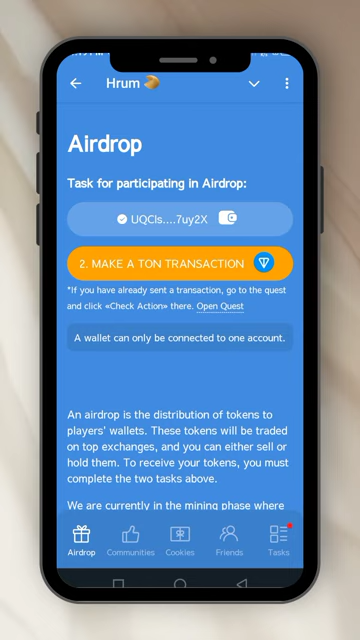 Hrum
Airdrop
Task for participating in Airdrop:
UQCIs....7uy2X
2. MAKE A TON TRANSACTION
*If you have already sent a transaction, go to the quest
and click «Check Action» there. Open Quest
A wallet can only be connected to one account.
An airdrop is the distribution of tokens to
players' wallets. These tokens will be traded
on top exchanges, and you can either sell or
hold them. To receive your tokens, you must
complete the two tasks above.
We are currently in the mining phase where
Airdrop
Communities
Cookies
Friends
Tasks